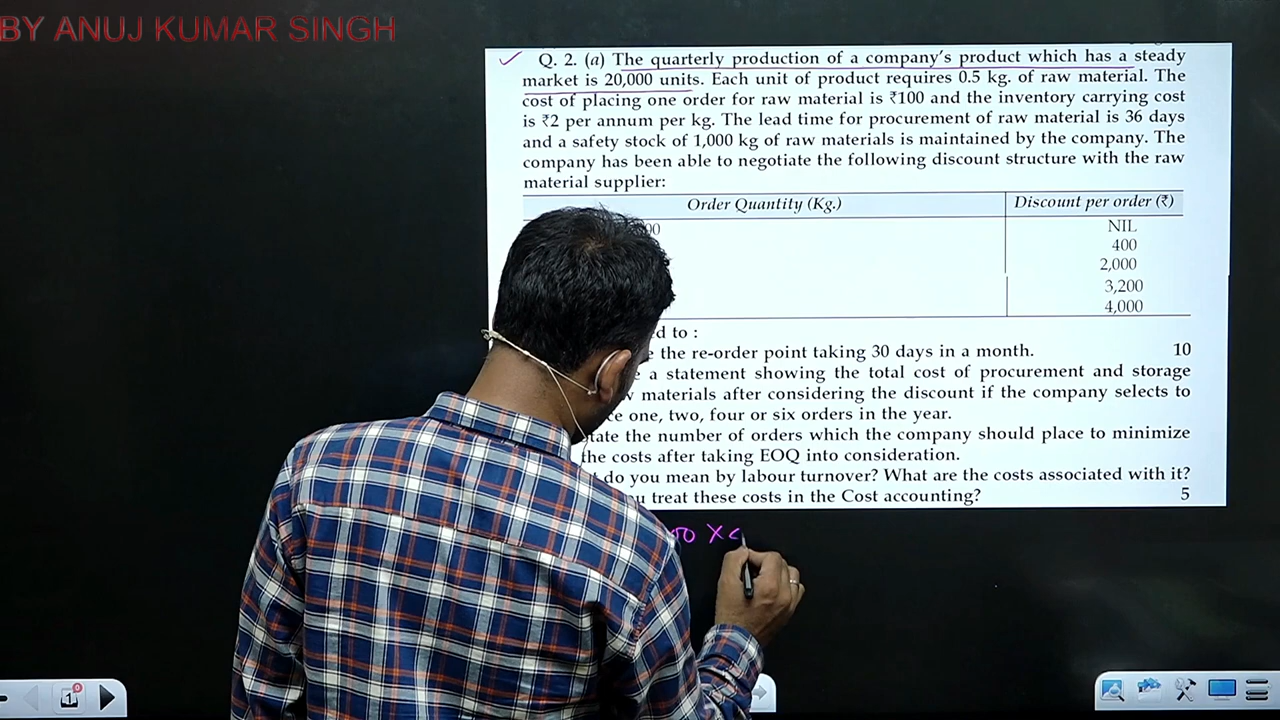 BY ANUJ KUMAR SINGH
Q. 2. (a) The quarterly production of a company's product which has a steady
market is 20,000 units. Each unit of product requires 0.5 kg. of raw material. The
cost of placing one order for raw material is ₹100 and the inventory carrying cost
is ₹2 per annum per kg. The lead time for procurement of raw material is 36 days
and a safety stock of 1,000 kg of raw materials is maintained by the company. The
company has been able to negotiate the following discount structure with the raw
material supplier:
Order Quantity (Kg.) Discount per order (₹)
NIL
400
2,000
3,200
4,000
to :
the re-order point taking 30 days in a month. 10
a statement showing the total cost of procurement and storage
materials after considering the discount if the company selects to
one, two, four or six orders in the year.
the number of orders which the company should place to minimize
the costs after taking EOQ into consideration.
do you mean by labour turnover? What are the costs associated with it?
treat these costs in the Cost accounting? 5
1